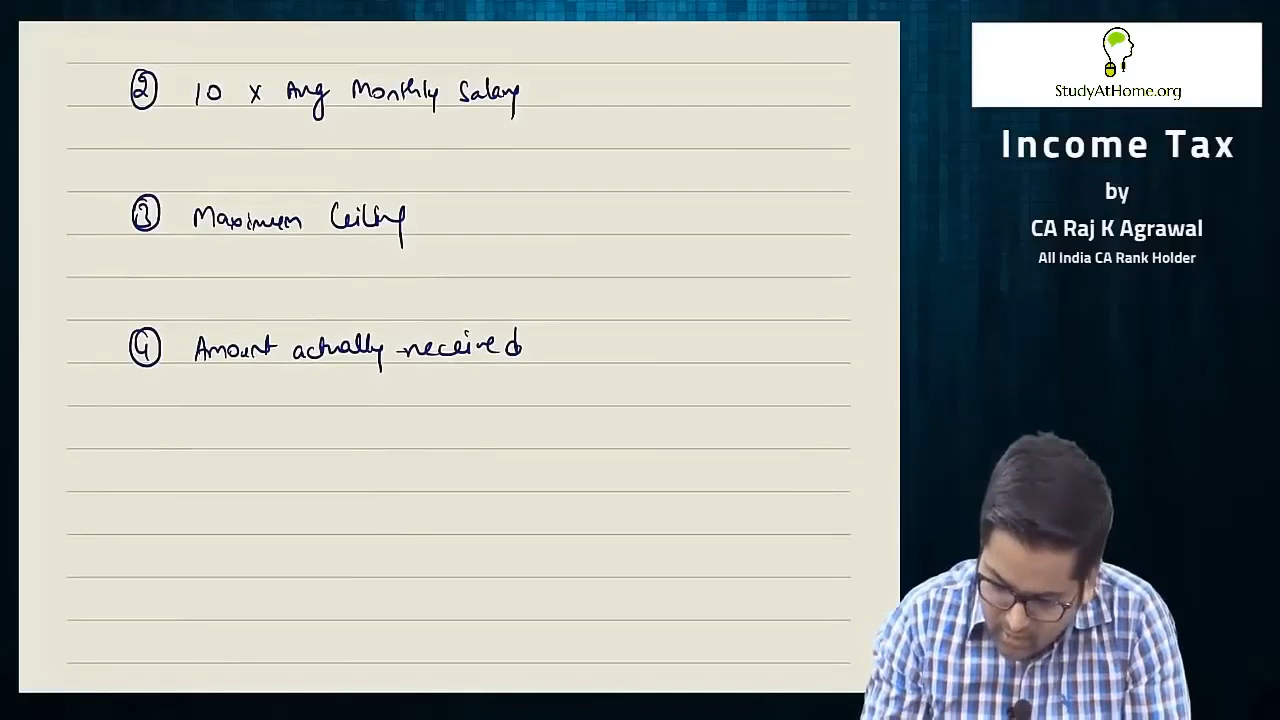 ② 10 x Avg Monthly Salary
③ Maximum Ceiling
④ Amount actually received
StudyAtHome.org
Income Tax
by
CA Raj K Agrawal
All India CA Rank Holder